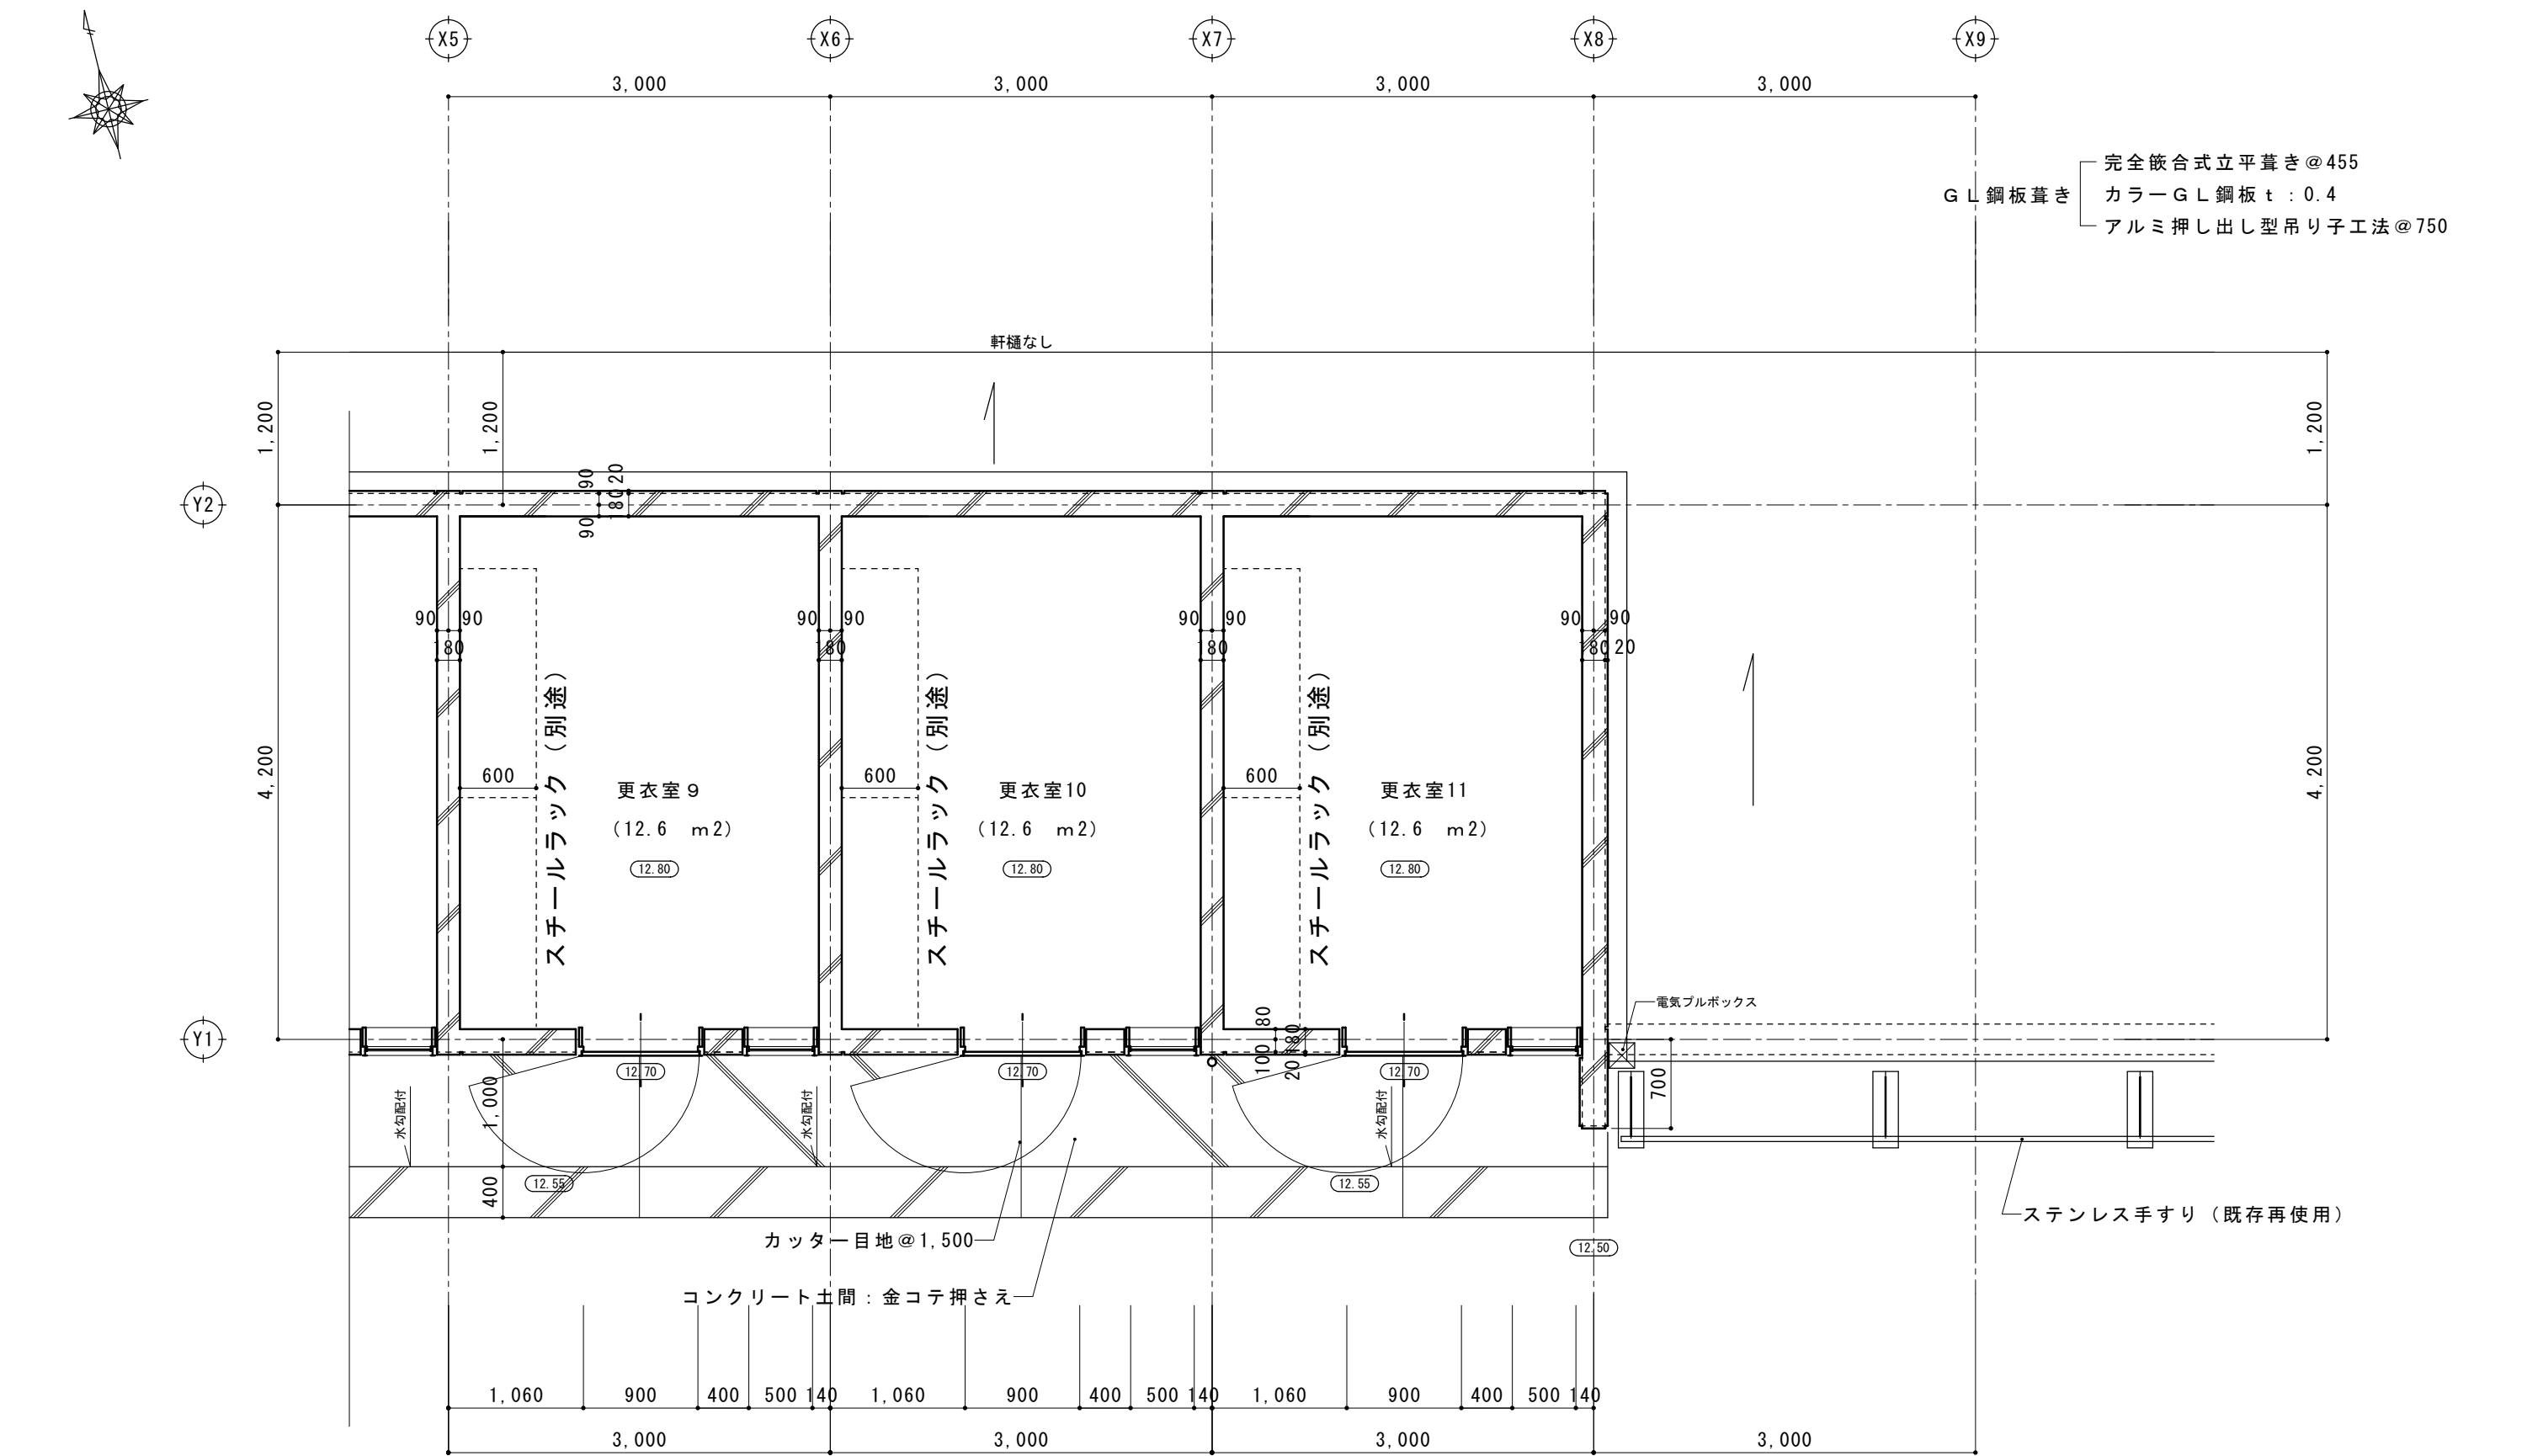 X5 X6 X7 X8 X9
3,000 3,000 3,000 3,000
完全篏合式立平葺き@455
GL鋼板葺き
カラーGL鋼板t:0.4
アルミ押し出し型吊り子工法@750
軒樋なし
1,200 1,200 1,200
Y2
90 20
180
90
90 90 90 90 90 90 90 90
180 180 180 180 20
スチールラック(別途) スチールラック(別途) スチールラック(別途)
4,200 4,200
600 600 600
更衣室9 更衣室10 更衣室11
(12.6 m2) (12.6 m2) (12.6 m2)
12.80 12.80 12.80
電気プルボックス
Y1
80 180
100 20
12.70 12.70 12.70
700
1,000
水勾配付 水勾配付 水勾配付
400
12.55 12.55
ステンレス手すり(既存再使用)
カッター目地@1,500
12.50
コンクリート土間:金コテ押さえ
1,060 900 400 500 140 1,060 900 400 500 140 1,060 900 400 500 140
3,000 3,000 3,000 3,000